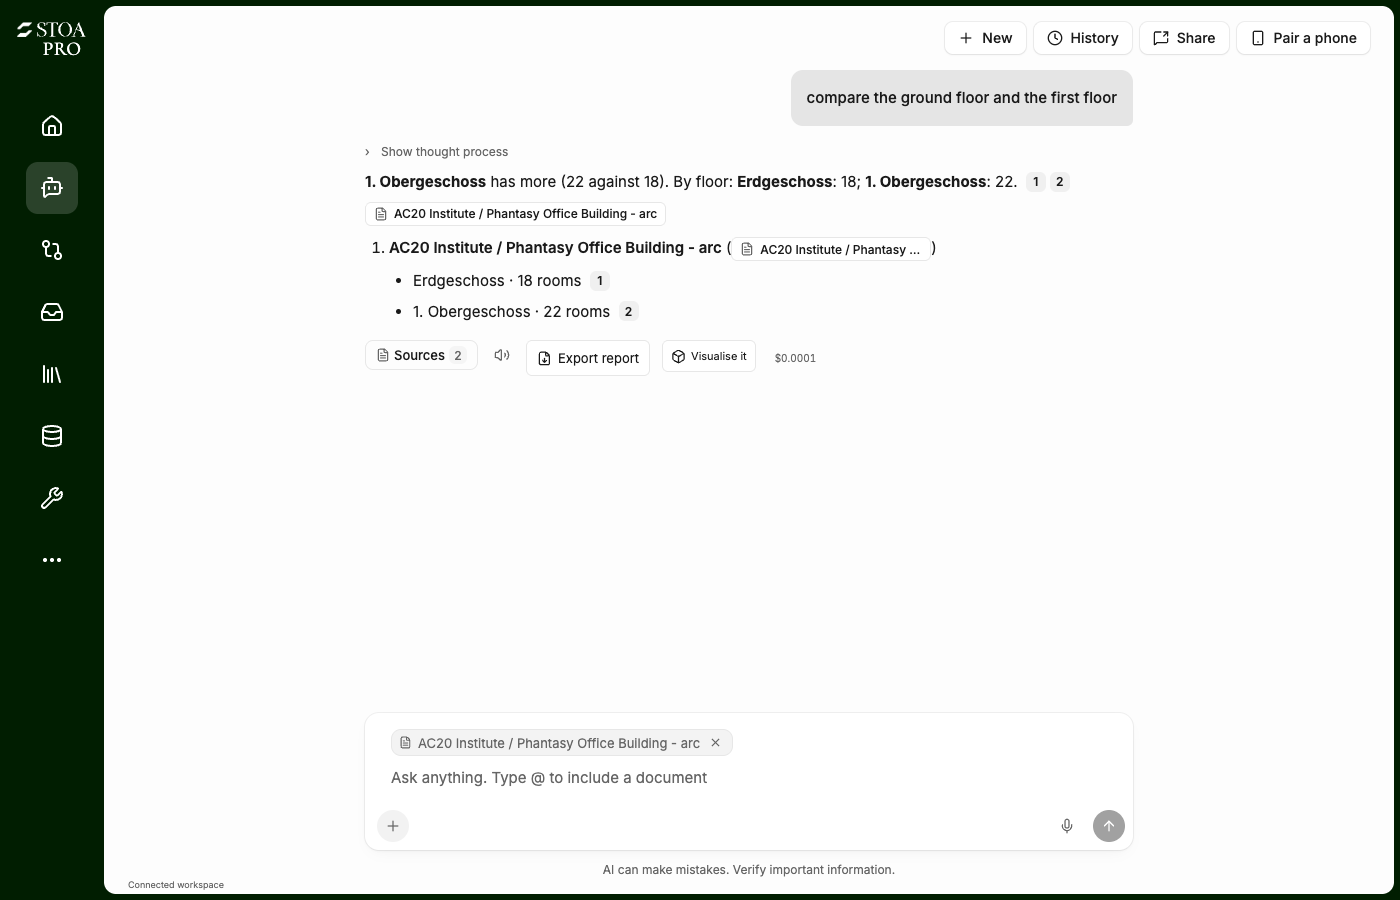 STOA
PRO
New
History
Share
Pair a phone
compare the ground floor and the first floor
Show thought process
1. Obergeschoss has more (22 against 18). By floor: Erdgeschoss: 18; 1. Obergeschoss: 22. 1 2
AC20 Institute / Phantasy Office Building - arc
1. AC20 Institute / Phantasy Office Building - arc (AC20 Institute / Phantasy ...)
• Erdgeschoss · 18 rooms 1
• 1. Obergeschoss · 22 rooms 2
Sources 2
Export report
Visualise it
$0.0001
AC20 Institute / Phantasy Office Building - arc
Ask anything. Type @ to include a document
AI can make mistakes. Verify important information.
Connected workspace